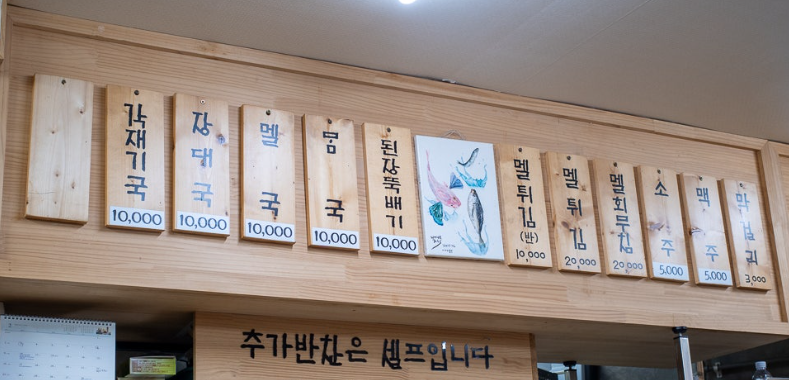 각재기국 10,000
장대국 10,000
멜국 10,000
몸국 10,000
된장뚝배기 10,000
멜튀김(반) 10,000
멜튀김 20,000
멜회무침 20,000
소주 5,000
맥주 5,000
막걸리 3,000
추가반찬은 셀프입니다